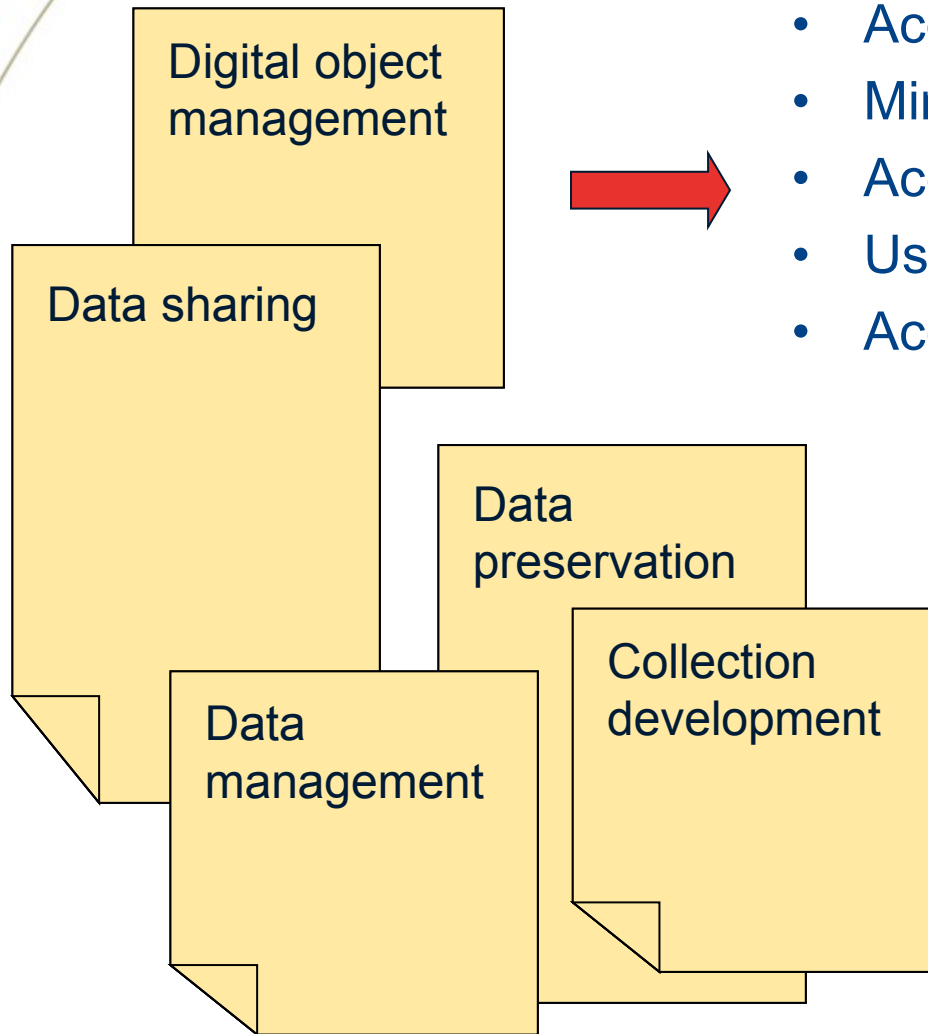 Digital object
management
Data sharing
Data
preservation
Collection
development
Data
management